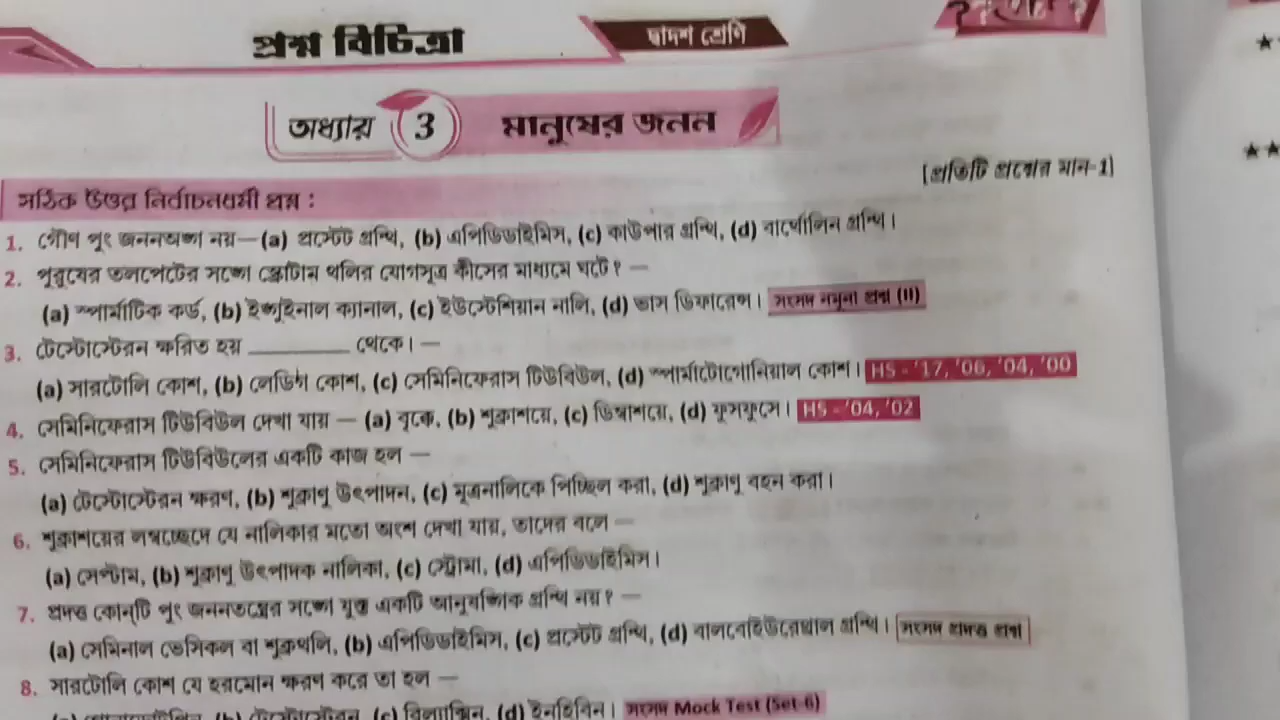 প্রশ্ন বিচিত্রা
দ্বাদশ শ্রেণি
অধ্যায় 3 মানুষের জনন
[প্রতিটি প্রশ্নের মান-1]
সঠিক উত্তর নির্বাচনধর্মী প্রশ্ন :
1. গৌণ পুং জননঅঙ্গ নয়— (a) প্রস্টেট গ্রন্থি, (b) এপিডিডাইমিস, (c) কাউপার গ্রন্থি, (d) বার্থোলিন গ্রন্থি।
2. পুরুষের তলপেটের সঙ্গে স্ক্রোটাম থলির যোগসূত্র কীসের মাধ্যমে ঘটে? —
(a) স্পার্মাটিক কর্ড, (b) ইঙ্গুইনাল ক্যানাল, (c) ইউস্টেশিয়ান নালি, (d) ভাস ডিফারেন্স। সংসদ নমুনা প্রশ্ন (II)
3. টেস্টোস্টেরন ক্ষরিত হয় __________ থেকে। —
(a) সারটোলি কোশ, (b) লেডিগ কোশ, (c) সেমিনিফেরাস টিউবিউল, (d) স্পার্মাটোগোনিয়াল কোশ। HS - '17, '06, '04, '00
4. সেমিনিফেরাস টিউবিউল দেখা যায় — (a) বৃক্কে, (b) শুক্রাশয়ে, (c) ডিম্বাশয়ে, (d) ফুসফুসে। HS - '04, '02
5. সেমিনিফেরাস টিউবিউলের একটি কাজ হল —
(a) টেস্টোস্টেরন ক্ষরণ, (b) শুক্রাণু উৎপাদন, (c) মূত্রনালিকে পিচ্ছিল করা, (d) শুক্রাণু বহন করা।
6. শুক্রাশয়ের লম্বচ্ছেদে যে নালিকার মতো অংশ দেখা যায়, তাদের বলে —
(a) সেপ্টাম, (b) শুক্রাণু উৎপাদক নালিকা, (c) স্ট্রোমা, (d) এপিডিডাইমিস।
7. প্রদত্ত কোন্‌টি পুং জননতন্ত্রের সঙ্গে যুক্ত একটি আনুষঙ্গিক গ্রন্থি নয়? —
(a) সেমিনাল ভেসিকল বা শুক্রথলি, (b) এপিডিডাইমিস, (c) প্রস্টেট গ্রন্থি, (d) বালবোইউরেথ্রাল গ্রন্থি। সংসদ প্রদত্ত প্রশ্ন
8. সারটোলি কোশ যে হরমোন ক্ষরণ করে তা হল —
(b) টেস্টোস্টেরন, (c) রিল্যাক্সিন, (d) ইনহিবিন। সংসদ Mock Test (Set-6)